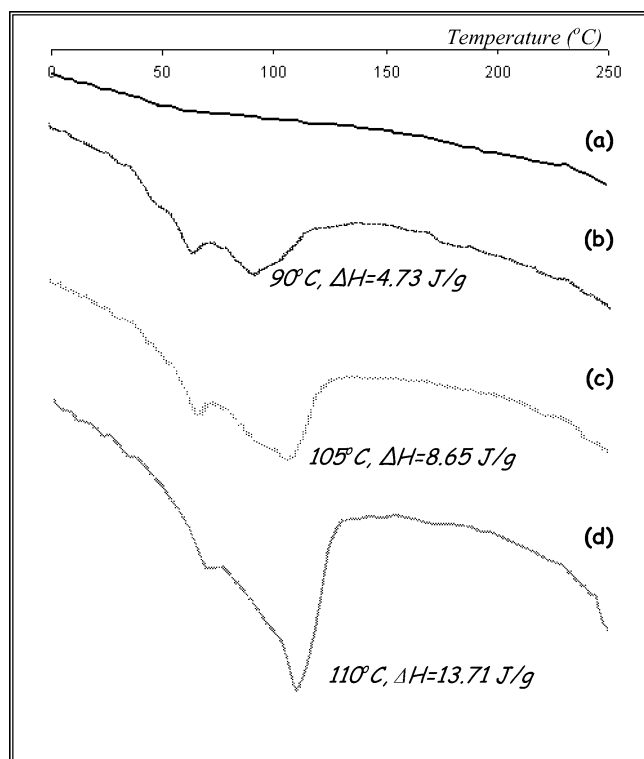 Temperature (°C)
0 50 100 150 200 250
(a)
(b)
90°C, ΔH=4.73 J/g
(c)
105°C, ΔH=8.65 J/g
(d)
110°C, ΔH=13.71 J/g